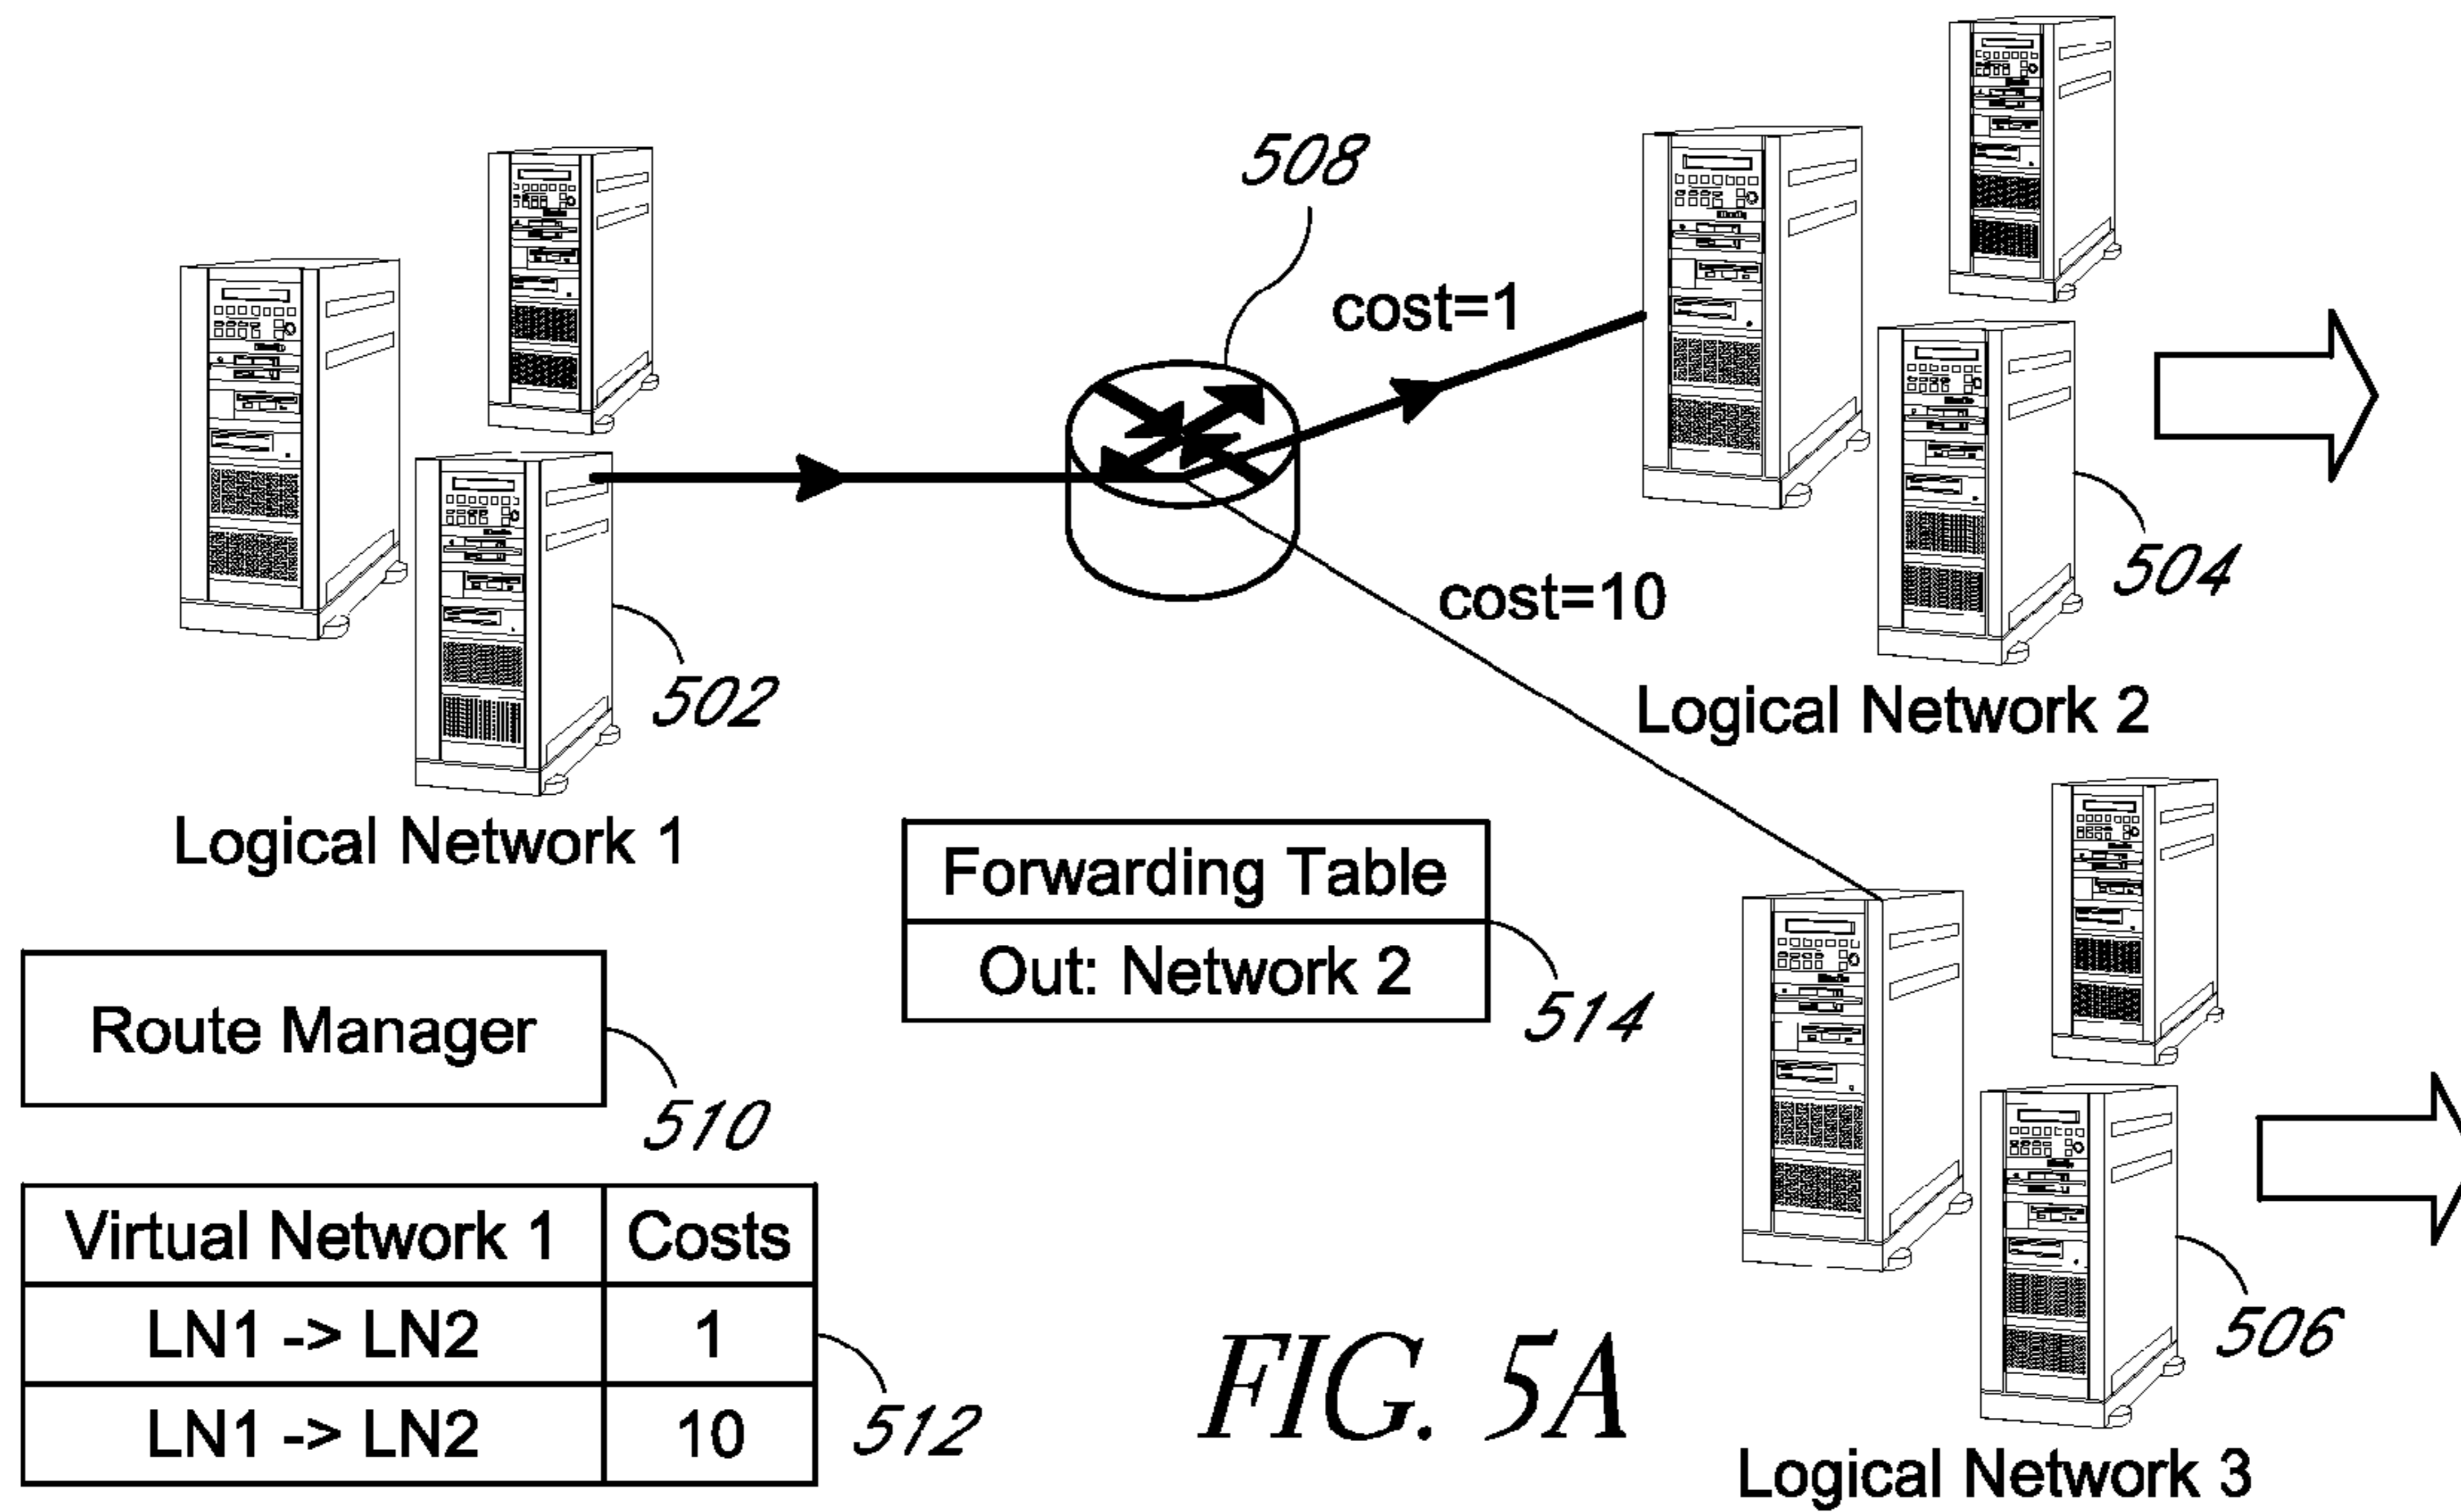 508
cost=1
cost=10
504
502
Logical Network 2
Logical Network 1
Forwarding Table
Out: Network 2
514
Route Manager
510
Virtual Network 1 Costs
LN1 -> LN2 1
LN1 -> LN2 10
512
506
FIG. 5A
Logical Network 3